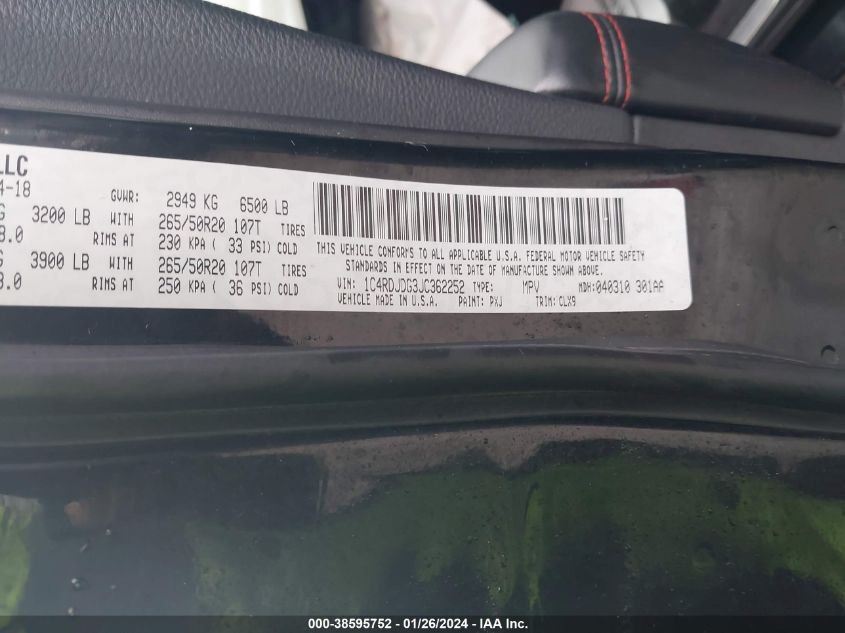 LLC
4-18
GVWR: 2949 KG 6500 LB
G 3200 LB WITH 265/50R20 107T TIRES
8.0 RIMS AT 230 KPA ( 33 PSI) COLD
G 3900 LB WITH 265/50R20 107T TIRES
8.0 RIMS AT 250 KPA ( 36 PSI) COLD
THIS VEHICLE CONFORMS TO ALL APPLICABLE U.S.A. FEDERAL MOTOR VEHICLE SAFETY
STANDARDS IN EFFECT ON THE DATE OF MANUFACTURE SHOWN ABOVE.
VIN: 1C4RDJDG3JC362252 TYPE: MPV MDH:040310 301AA
VEHICLE MADE IN U.S.A. PAINT: PXJ TRIM: CLX9
000-38595752 - 01/26/2024 - IAA Inc.